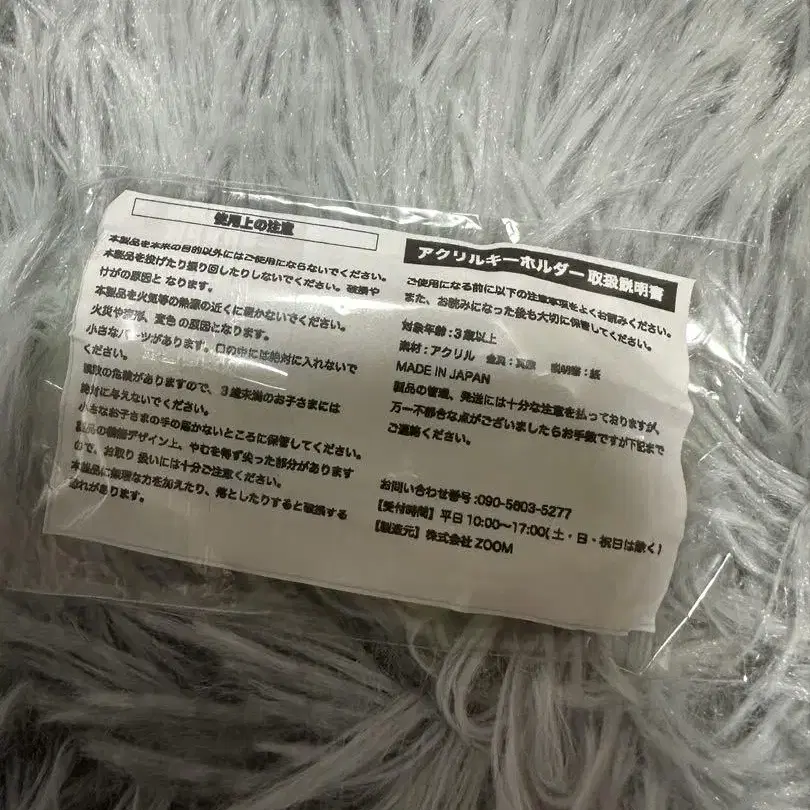 使用上の注意
本製品を本来の目的以外にはご使用にならないでください。
本製品を投げたり振り回したりしないでください。破損や
けがの原因となります。
本製品を火気等の熱源の近くに置かないでください。
火災や変形、変色の原因となります。
小さなパーツがあります。口の中には絶対に入れないで
ください。
誤飲の危険がありますので、3歳未満のお子さまには
絶対に与えないでください。
小さなお子さまの手の届かないところに保管してください。
製品の機能デザイン上、やむを得ず尖った部分があります
ので、お取り扱いには十分ご注意ください。
本製品に無理な力を加えたり、落としたりすると破損する
恐れがあります。
アクリルキーホルダー取扱説明書
ご使用になる前に以下の注意事項をよくお読みください。
また、お読みになった後も大切に保管してください。
対象年齢:3歳以上
素材:アクリル 金具: 説明書:紙
MADE IN JAPAN
製品の管理、発送には十分な注意を払っておりますが、
万一不都合な点がございましたらお手数ですが下記まで
ご連絡ください。
お問い合わせ番号:090-5603-5277
【受付時間】平日10:00~17:00(土・日・祝日は除く)
【製造元】株式会社ZOOM